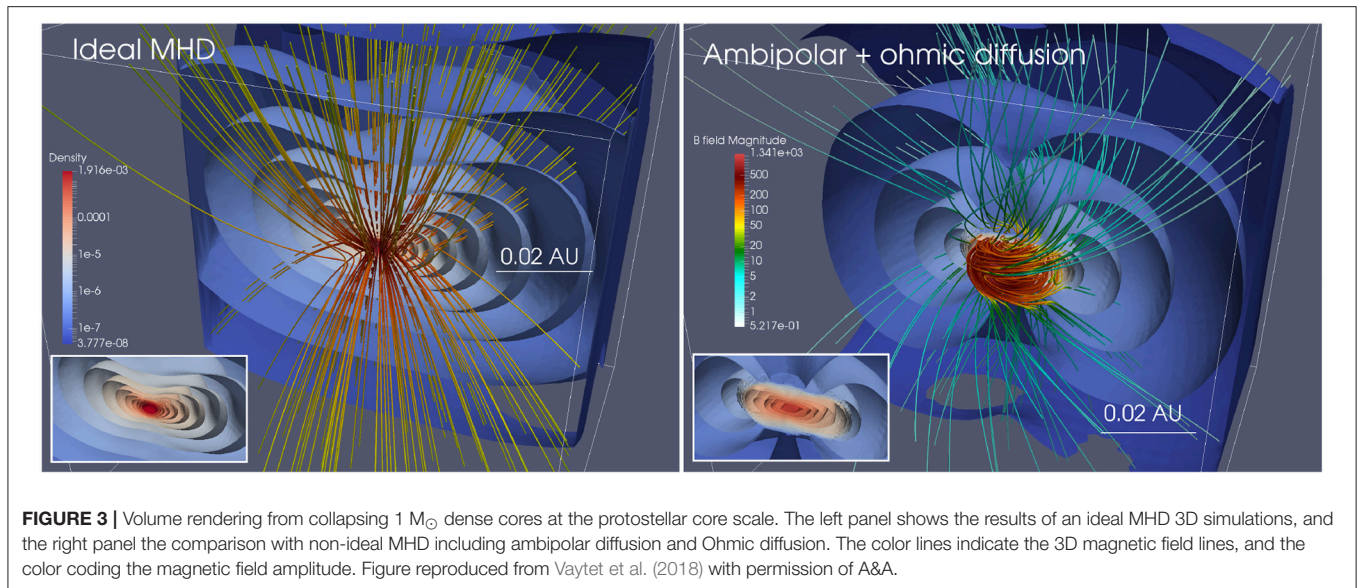 Ideal MHD
Density
1.916e-03
0.0001
1e-5
1e-6
1e-7
3.777e-08
0.02 AU
Ambipolar + ohmic diffusion
B field Magnitude
1.341e+03
500
200
100
50
20
10
5
2
1
5.217e-01
0.02 AU
FIGURE 3 | Volume rendering from collapsing 1 M⊙ dense cores at the protostellar core scale. The left panel shows the results of an ideal MHD 3D simulations, and
the right panel the comparison with non-ideal MHD including ambipolar diffusion and Ohmic diffusion. The color lines indicate the 3D magnetic field lines, and the
color coding the magnetic field amplitude. Figure reproduced from Vaytet et al. (2018) with permission of A&A.